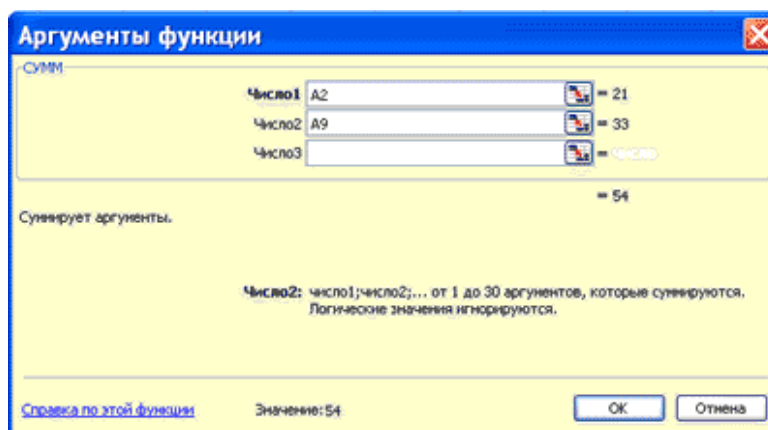 Аргументы функции
СУММ
Число1 A2 = 21
Число2 A9 = 33
Число3 = число
= 54
Суммирует аргументы.
Число2: число1;число2;... от 1 до 30 аргументов, которые суммируются.
Логические значения игнорируются.
Справка по этой функции Значение:54 ОК Отмена